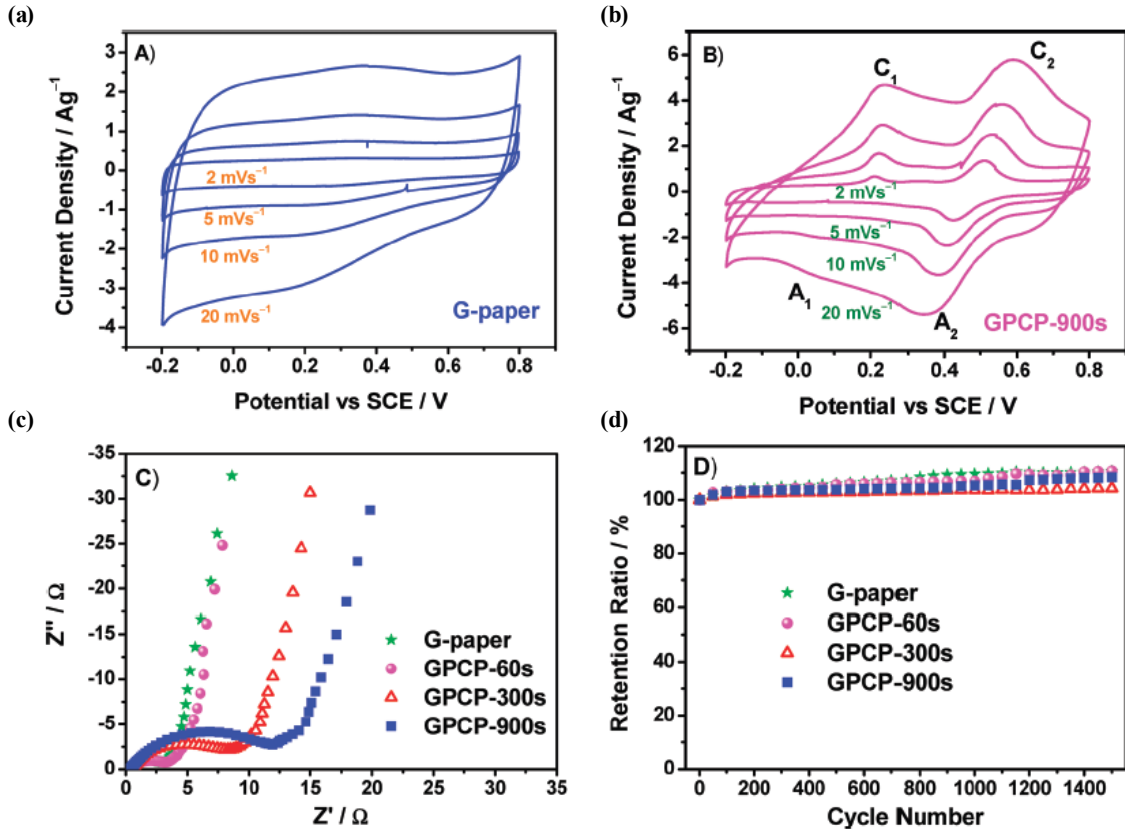 (a)
A)
Current Density / Ag⁻¹
3
2
1
0
-1
-2
-3
-4
2 mVs⁻¹
5 mVs⁻¹
10 mVs⁻¹
20 mVs⁻¹
G-paper
-0.2 0.0 0.2 0.4 0.6 0.8
Potential vs SCE / V
(b)
B)
Current Density / Ag⁻¹
6
4
2
0
-2
-4
-6
C₁
C₂
2 mVs⁻¹
5 mVs⁻¹
10 mVs⁻¹
20 mVs⁻¹
A₁
A₂
GPCP-900s
-0.2 0.0 0.2 0.4 0.6 0.8
Potential vs SCE / V
(c)
C)
Z'' / Ω
-35
-30
-25
-20
-15
-10
-5
0
G-paper
GPCP-60s
GPCP-300s
GPCP-900s
0 5 10 15 20 25 30 35
Z' / Ω
(d)
D)
Retention Ratio / %
120
100
80
60
40
20
0
G-paper
GPCP-60s
GPCP-300s
GPCP-900s
0 200 400 600 800 1000 1200 1400
Cycle Number